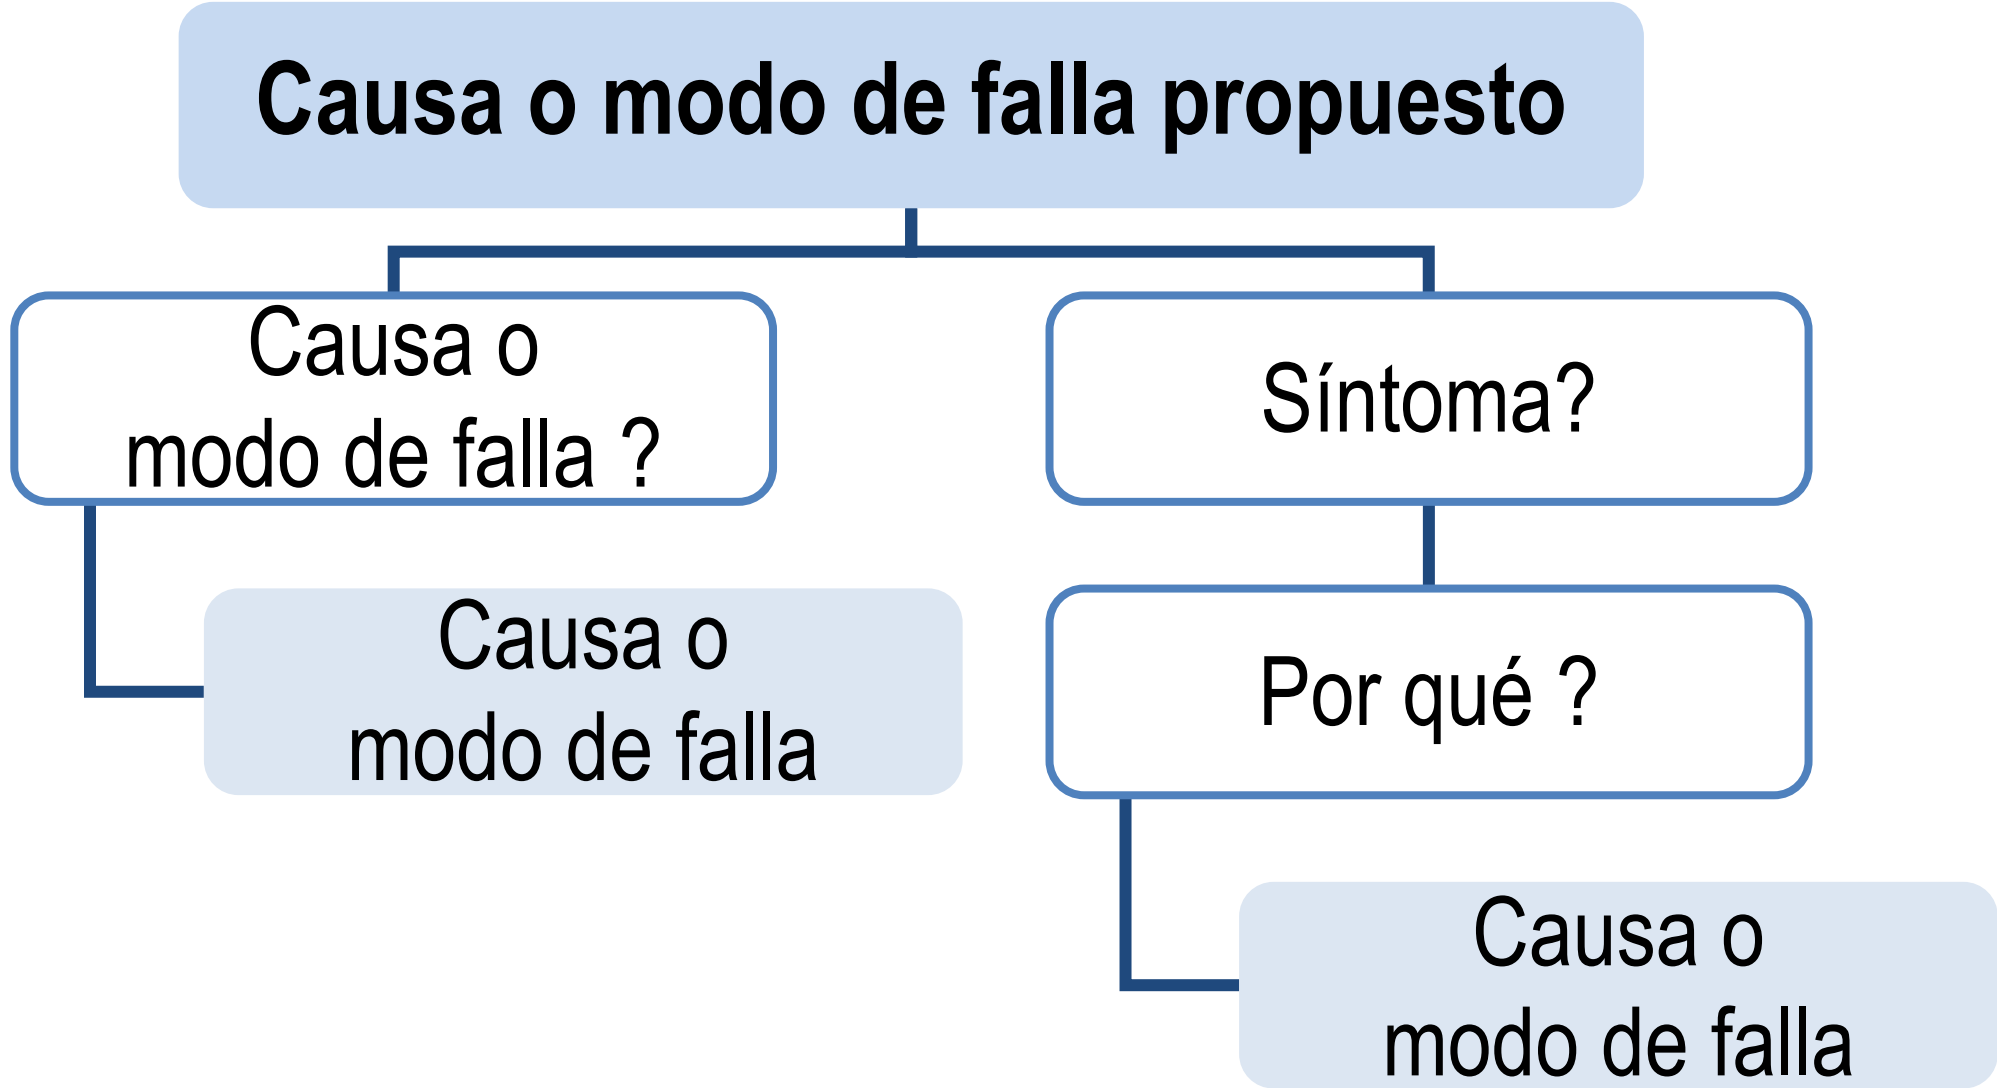 Causa o modo de falla propuesto
Causa o
modo de falla ?
Síntoma?
Causa o
modo de falla
Por qué ?
Causa o
modo de falla